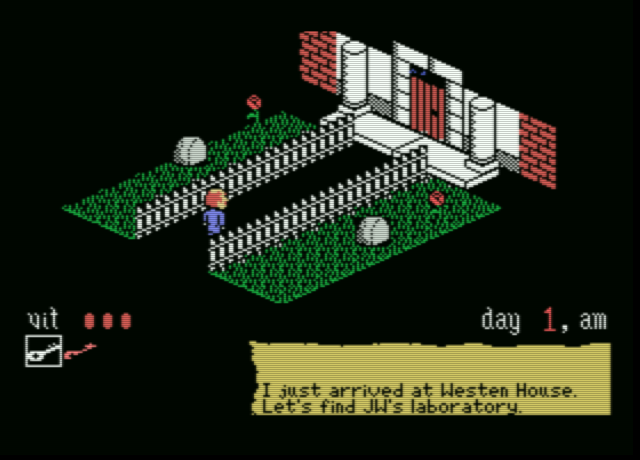 vit
day 1, am
I just arrived at Westen House.
Let's find JW's laboratory.